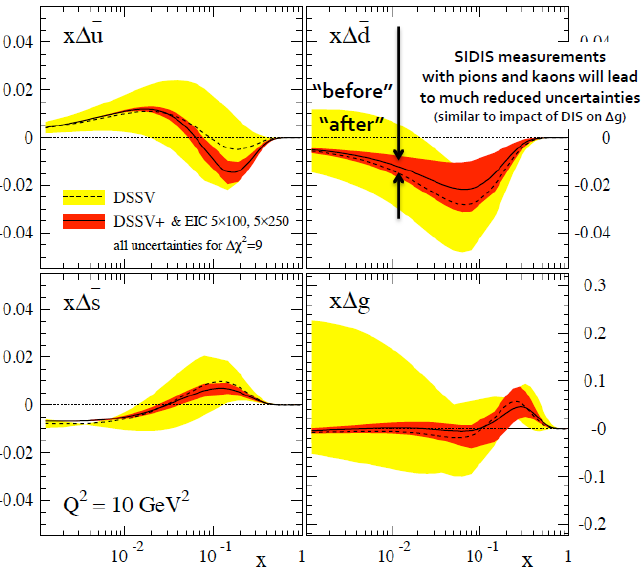 xΔū
xΔd̄
0.04
0.02
0
-0.02
-0.04
0.04
SIDIS measurements
with pions and kaons will lead
to much reduced uncertainties
(similar to impact of DIS on Δg)
“before”
“after”
0.02
0
-0.02
-0.04
DSSV
DSSV+ & EIC 5×100, 5×250
all uncertainties for Δχ²=9
xΔs̄
xΔg
0.04
0.02
0
-0.02
-0.04
0.3
0.2
0.1
-0
-0.1
-0.2
Q² = 10 GeV²
10⁻² 10⁻¹ x 1
10⁻² 10⁻¹ x 1